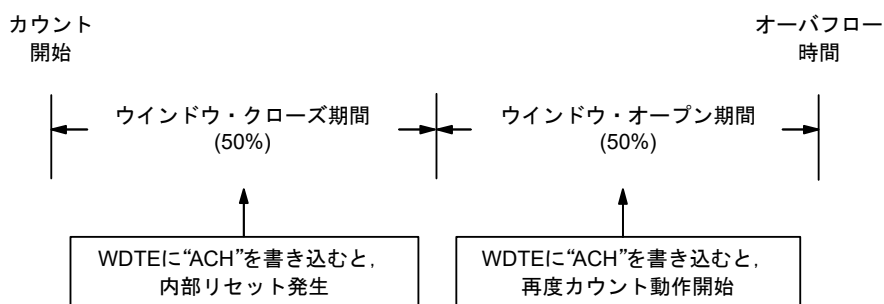 カウント
開始
オーバフロー
時間
ウインドウ・クローズ期間
(50%)
ウインドウ・オープン期間
(50%)
WDTEに“ACH”を書き込むと,
内部リセット発生
WDTEに“ACH”を書き込むと,
再度カウント動作開始